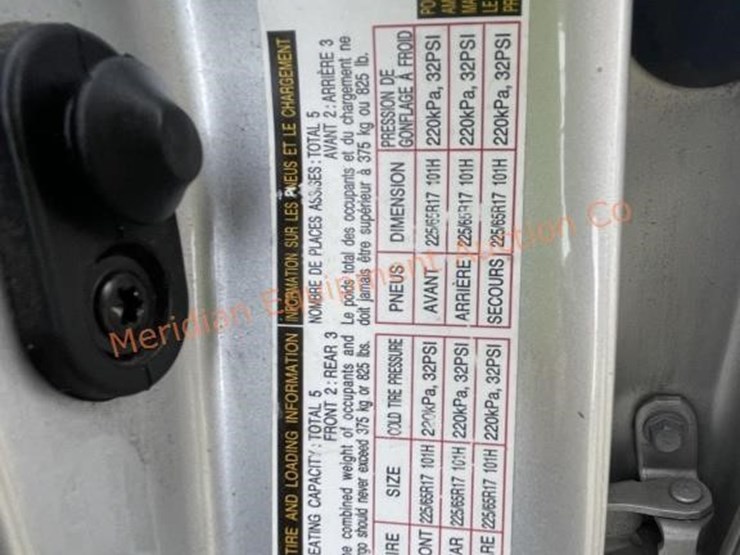 TIRE AND LOADING INFORMATION
EATING CAPACITY: TOTAL 5
FRONT 2: REAR 3
combined weight of occupants and
should never exceed 375 kg or 825 lbs.
SIZE COLD TIRE PRESSURE
225/65R17 101H 220kPa, 32PSI
225/65R17 101H 220kPa, 32PSI
225/65R17 101H 220kPa, 32PSI
INFORMATION SUR LES PNEUS ET LE CHARGEMENT
NOMBRE DE PLACES ASSISES: TOTAL 5
AVANT 2: ARRIÈRE 3
Le poids total des occupants et du chargement ne
doit jamais être supérieur à 375 kg ou 825 lb.
PNEUS DIMENSION PRESSION DE
GONFLAGE À FROID
AVANT 225/65R17 101H 220kPa, 32PSI
ARRIÈRE 225/65R17 101H 220kPa, 32PSI
SECOURS 225/65R17 101H 220kPa, 32PSI
Meridian Equipment Auction Co